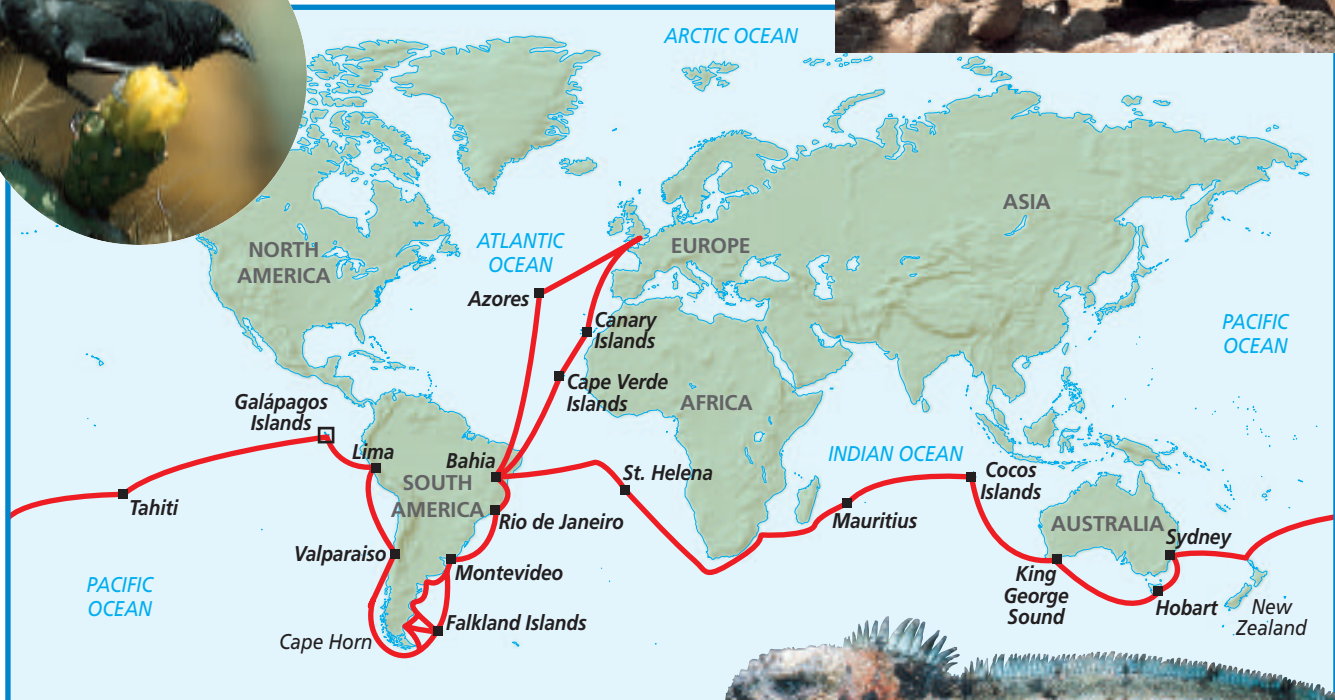 ARCTIC OCEAN
ASIA
NORTH
AMERICA
ATLANTIC
OCEAN
EUROPE
Azores
Canary
Islands
PACIFIC
OCEAN
Cape Verde
Islands
AFRICA
Galápagos
Islands
Lima
Bahia
SOUTH
AMERICA
St. Helena
INDIAN OCEAN
Cocos
Islands
Tahiti
Rio de Janeiro
Mauritius
AUSTRALIA
Sydney
Valparaiso
Montevideo
PACIFIC
OCEAN
King
George
Sound
Hobart
New
Zealand
Falkland Islands
Cape Horn